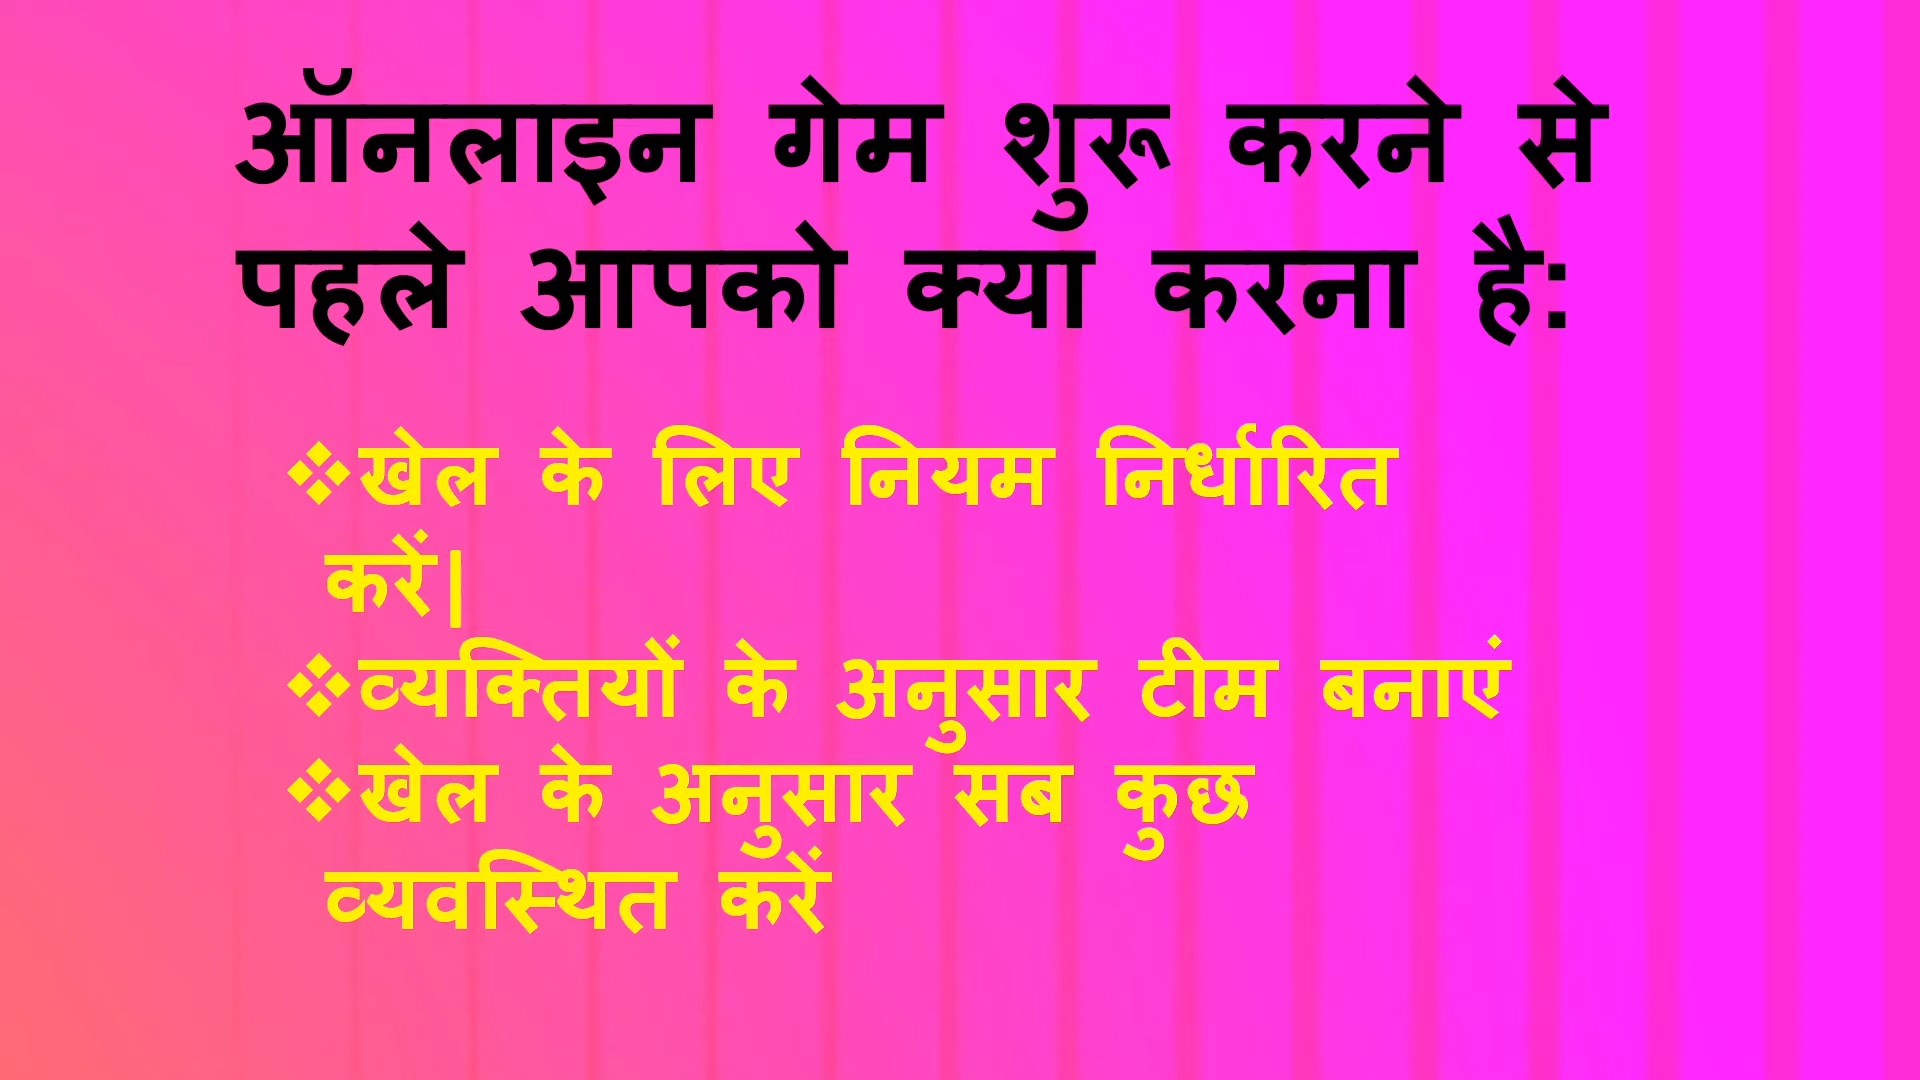 ऑनलाइन गेम शुरू करने से
पहले आपको क्या करना है:
❖खेल के लिए नियम निर्धारित
करें|
❖व्यक्तियों के अनुसार टीम बनाएं
❖खेल के अनुसार सब कुछ
व्यवस्थित करें